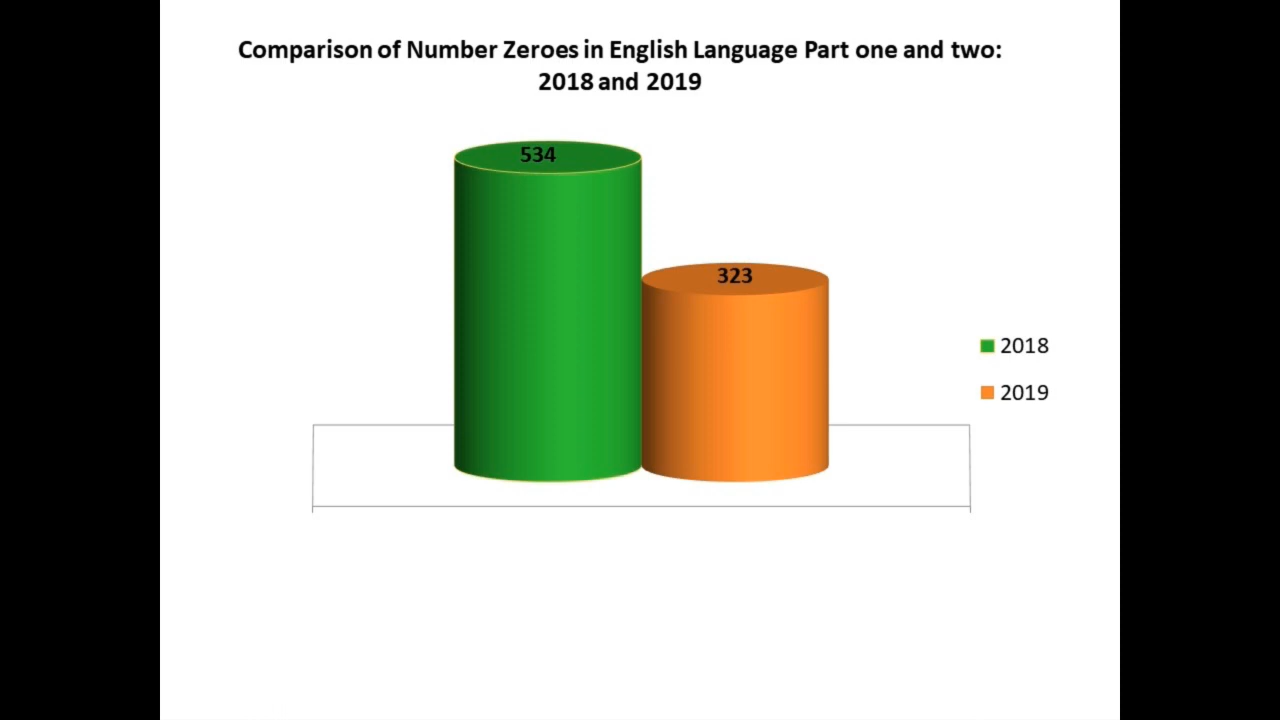 Comparison of Number Zeroes in English Language Part one and two:
2018 and 2019
534
323
2018
2019